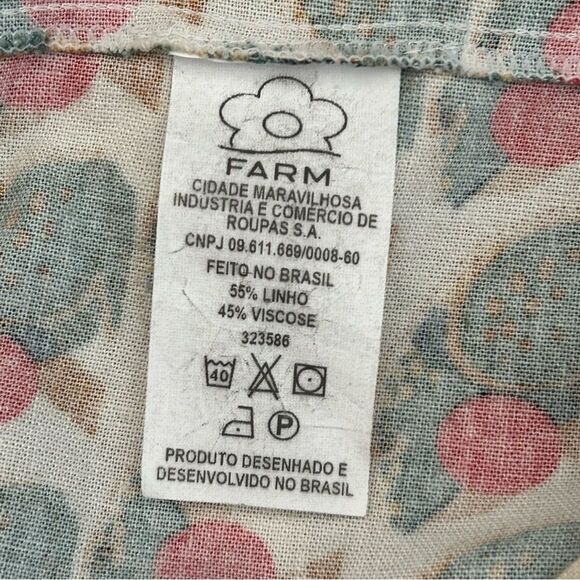 FARM
CIDADE MARAVILHOSA
INDUSTRIA E COMERCIO DE
ROUPAS S.A.
CNPJ 09.611.669/0008-60
FEITO NO BRASIL
55% LINHO
45% VISCOSE
323586
40
P
PRODUTO DESENHADO E
DESENVOLVIDO NO BRASIL